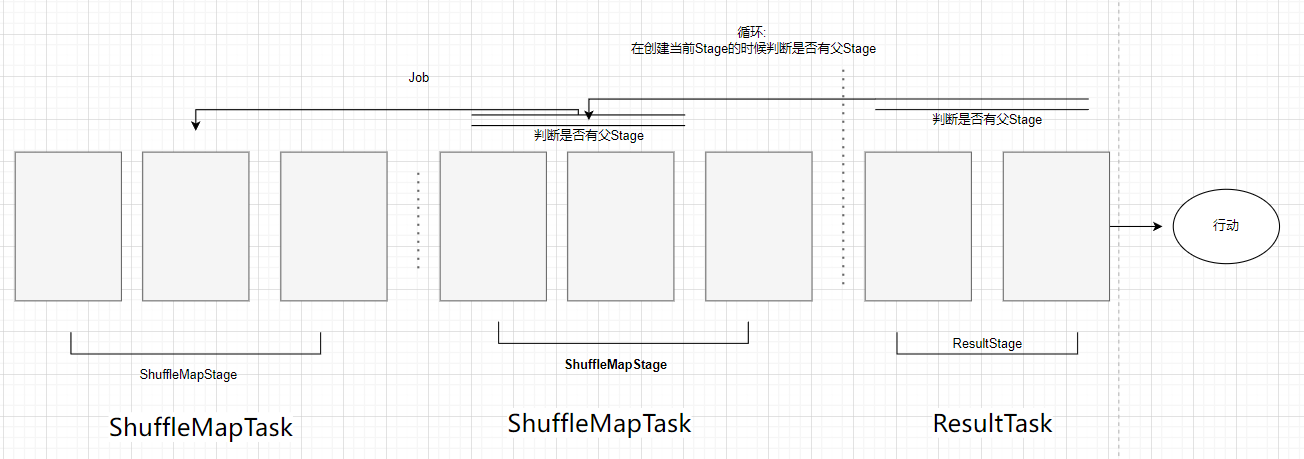 循环:
在创建当前Stage的时候判断是否有父Stage
Job
判断是否有父Stage
判断是否有父Stage
行动
ShuffleMapStage
ShuffleMapStage
ResultStage
ShuffleMapTask
ShuffleMapTask
ResultTask